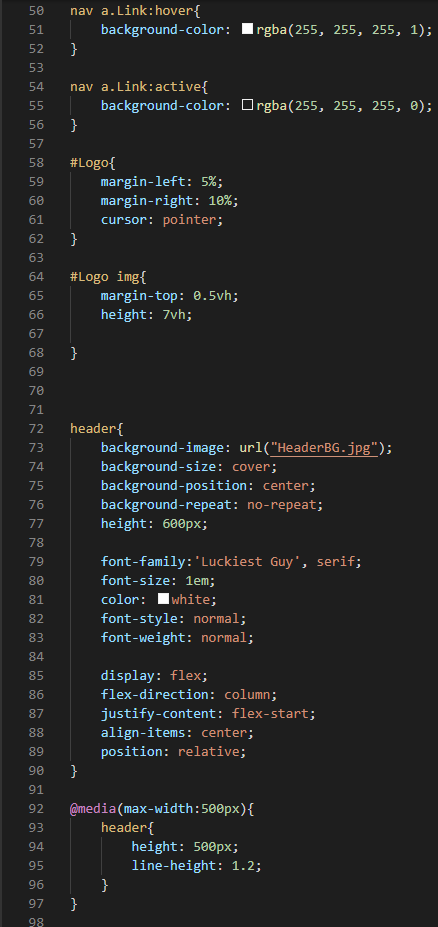 50 nav a.Link:hover{
51 background-color: rgba(255, 255, 255, 1);
52 }
53
54 nav a.Link:active{
55 background-color: rgba(255, 255, 255, 0);
56 }
57
58 #Logo{
59 margin-left: 5%;
60 margin-right: 10%;
61 cursor: pointer;
62 }
63
64 #Logo img{
65 margin-top: 0.5vh;
66 height: 7vh;
67
68 }
69
70
71
72 header{
73 background-image: url("HeaderBG.jpg");
74 background-size: cover;
75 background-position: center;
76 background-repeat: no-repeat;
77 height: 600px;
78
79 font-family:'Luckiest Guy', serif;
80 font-size: 1em;
81 color: white;
82 font-style: normal;
83 font-weight: normal;
84
85 display: flex;
86 flex-direction: column;
87 justify-content: flex-start;
88 align-items: center;
89 position: relative;
90 }
91
92 @media(max-width:500px){
93 header{
94 height: 500px;
95 line-height: 1.2;
96 }
97 }
98